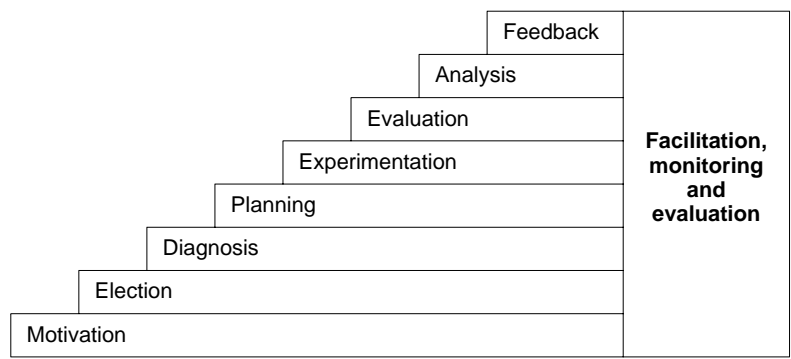 Feedback
Analysis
Evaluation
Experimentation
Planning
Diagnosis
Election
Motivation
Facilitation,
monitoring
and
evaluation